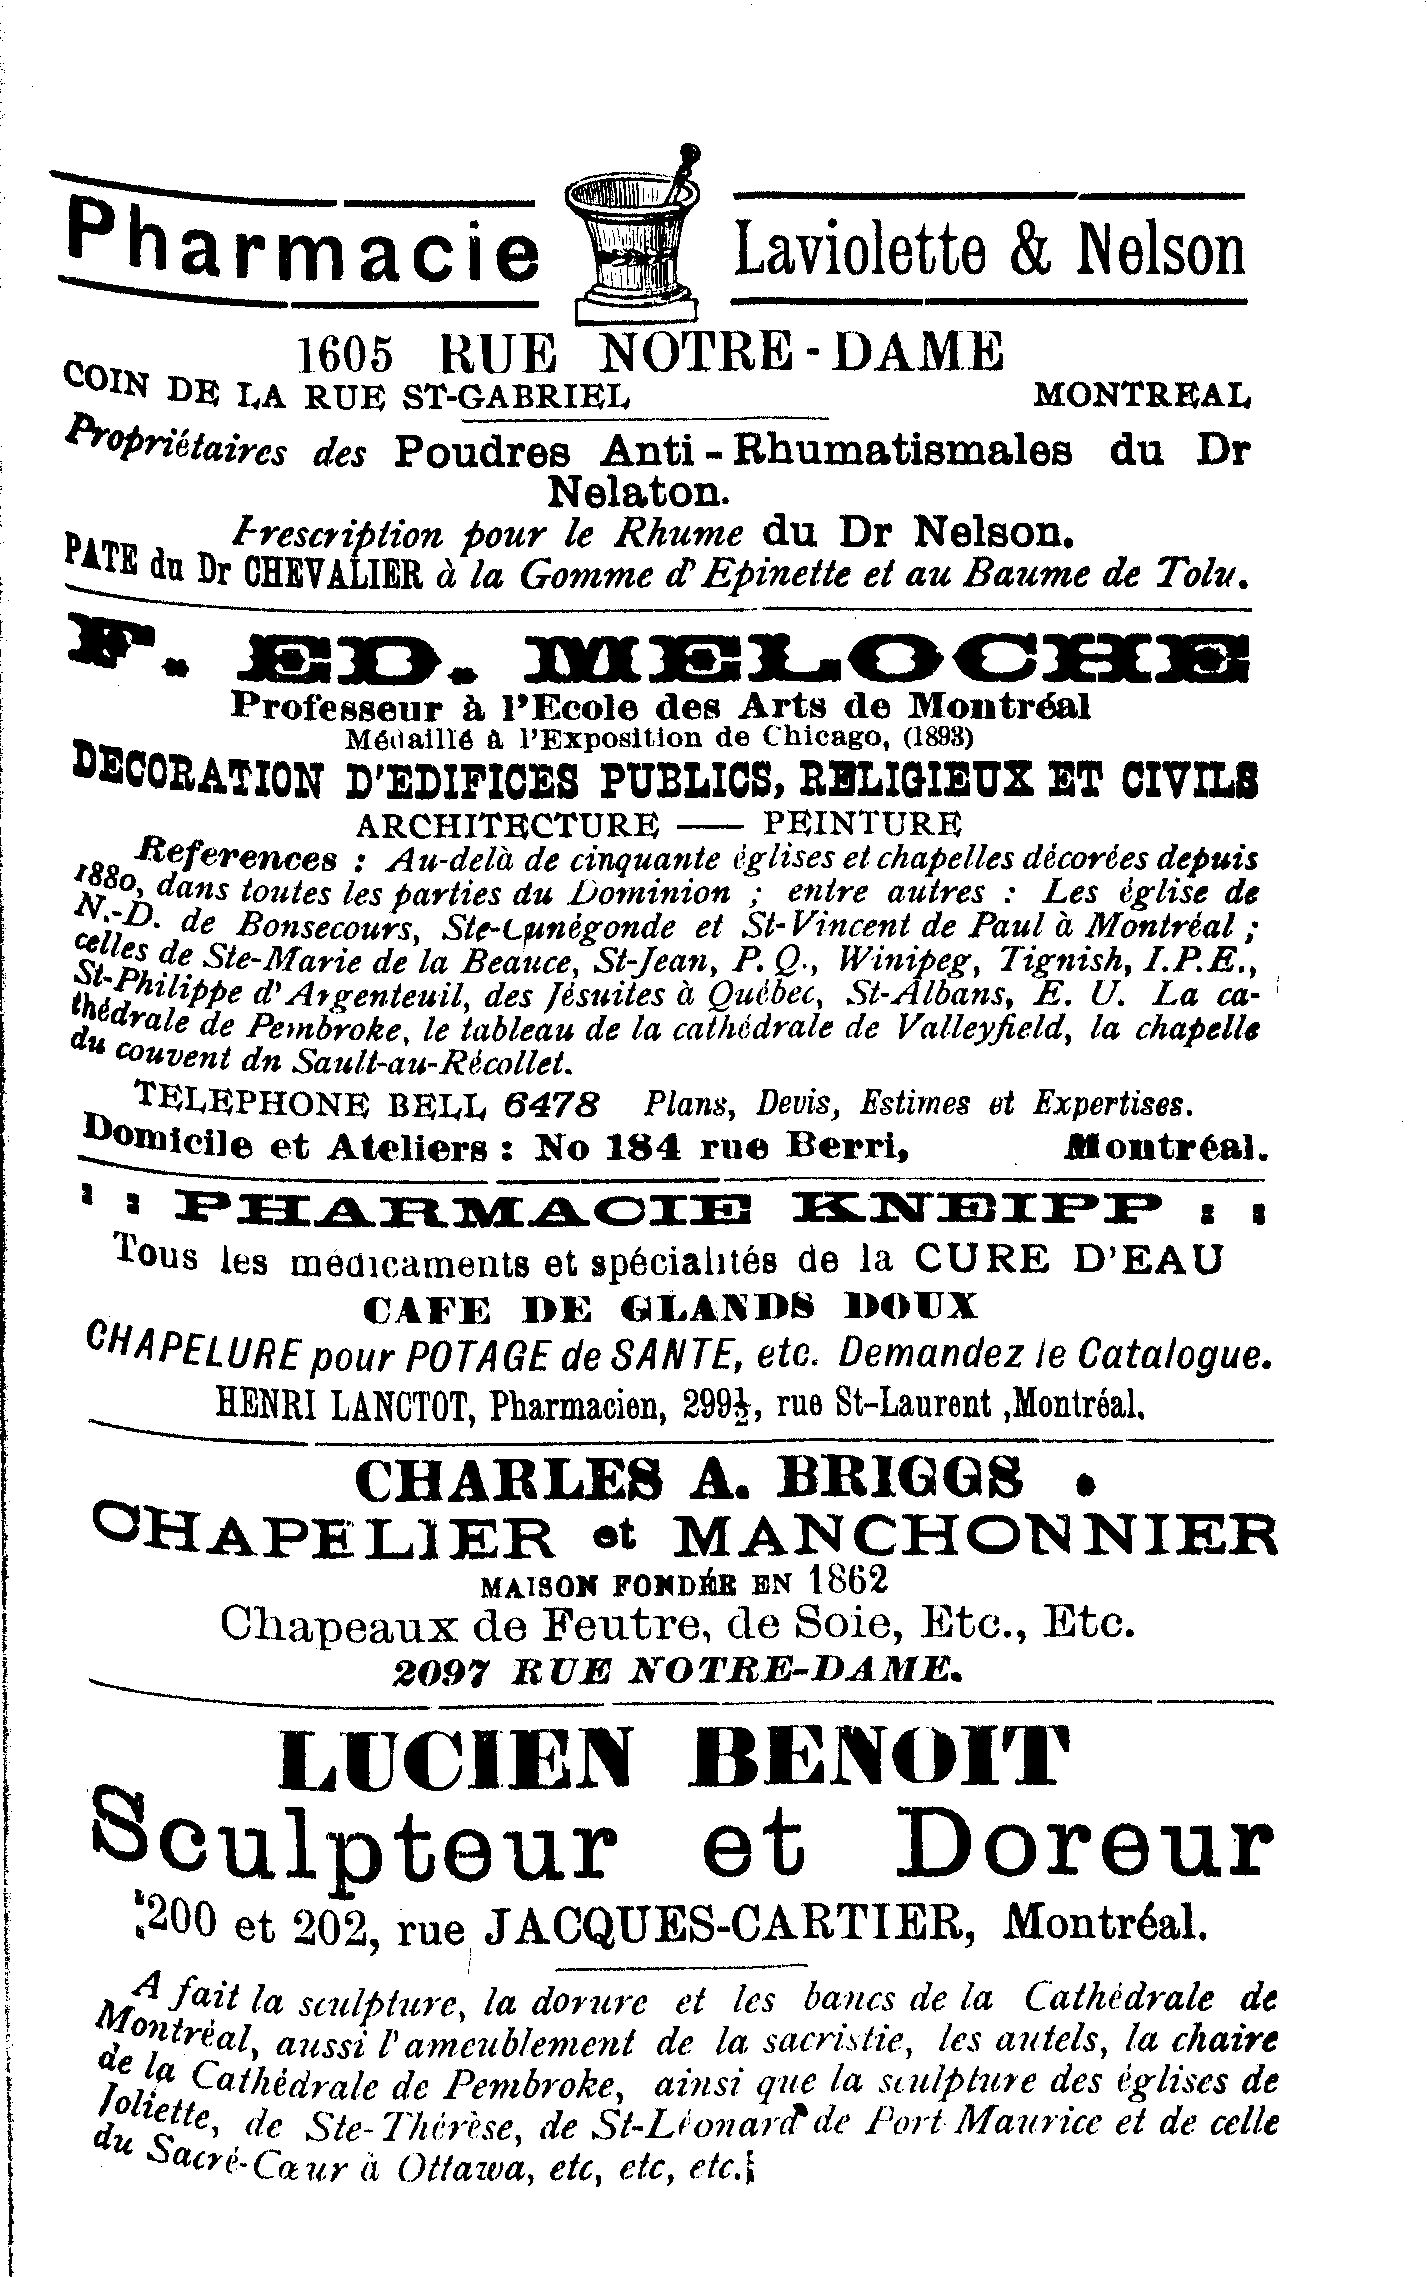 Pharmacie Laviolette & Nelson
1605 RUE NOTRE-DAME
COIN DE LA RUE ST-GABRIEL MONTREAL
Propriétaires des Poudres Anti-Rhumatismales du Dr
Nelaton.
Prescription pour le Rhume du Dr Nelson.
PATE du Dr CHEVALIER à la Gomme d'Epinette et au Baume de Tolu.
F. ED. MELOCHE
Professeur à l'Ecole des Arts de Montréal
Médaillé à l'Exposition de Chicago, (1893)
DECORATION D'EDIFICES PUBLICS, RELIGIEUX ET CIVILS
ARCHITECTURE — PEINTURE
References : Au-delà de cinquante églises et chapelles décorées depuis
1880, dans toutes les parties du Dominion ; entre autres : Les église de
N.-D. de Bonsecours, Ste-Cunégonde et St-Vincent de Paul à Montréal ;
celles de Ste-Marie de la Beauce, St-Jean, P. Q., Winipeg, Tignish, I.P.E.,
St-Philippe d'Argenteuil, des Jésuites à Québec, St-Albans, E. U. La ca-
thédrale de Pembroke, le tableau de la cathédrale de Valleyfield, la chapelle
du couvent dn Sault-au-Récollet.
TELEPHONE BELL 6478 Plans, Devis, Estimes et Expertises.
Domicile et Ateliers : No 184 rue Berri, Montréal.
: : PHARMACIE KNEIPP : :
Tous les médicaments et spécialités de la CURE D'EAU
CAFE DE GLANDS DOUX
CHAPELURE pour POTAGE de SANTE, etc. Demandez le Catalogue.
HENRI LANCTOT, Pharmacien, 299½, rue St-Laurent ,Montréal.
CHARLES A. BRIGGS .
CHAPELIER et MANCHONNIER
MAISON FONDÉE EN 1862
Chapeaux de Feutre, de Soie, Etc., Etc.
2097 RUE NOTRE-DAME.
LUCIEN BENOIT
Sculpteur et Doreur
200 et 202, rue JACQUES-CARTIER, Montréal.
A fait la sculpture, la dorure et les bancs de la Cathédrale de
Montréal, aussi l'ameublement de la sacristie, les autels, la chaire
de la Cathédrale de Pembroke, ainsi que la sculpture des églises de
Joliette, de Ste-Thérèse, de St-Léonard de Port Maurice et de celle
du Sacré-Cœur à Ottawa, etc, etc, etc.